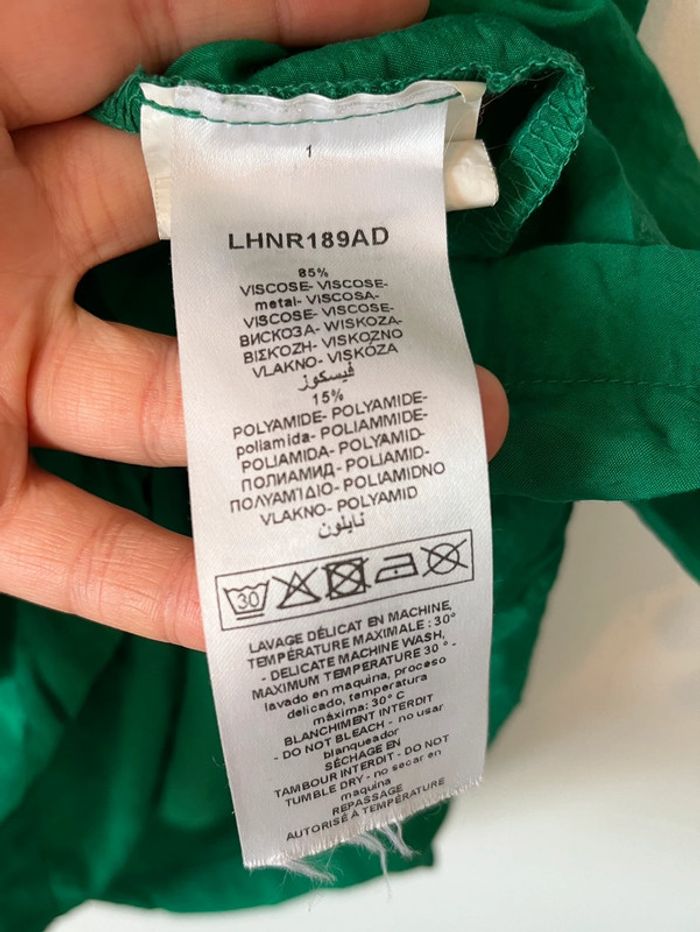 1
LHNR189AD
85%
VISCOSE- VISCOSE-
metal- VISCOSA-
VISCOSE- VISCOSE-
ВИСКОЗА- WISKOZA-
ΒΙΣΚΟΖΗ- VISKOZNO
VLAKNO- VISKÓZA
ڤيسكوز
15%
POLYAMIDE- POLYAMIDE-
poliamida- POLIAMMIDE-
POLIAMIDA- POLYAMID-
ПОЛИАМИД- POLIAMID-
ΠΟΛΥΑΜΊΔΙΟ- POLIAMIDNO
VLAKNO- POLYAMID
نايلون
30
LAVAGE DÉLICAT EN MACHINE,
TEMPÉRATURE MAXIMALE : 30°
- DELICATE MACHINE WASH,
MAXIMUM TEMPERATURE 30° -
lavado en maquina, proceso
delicado, temperatura
máxima: 30° C
BLANCHIMENT INTERDIT
- DO NOT BLEACH - no usar
blanqueador
SÉCHAGE EN
TAMBOUR INTERDIT - DO NOT
TUMBLE DRY - no secar en
maquina
REPASSAGE
AUTORISÉ À TEMPÉRATURE